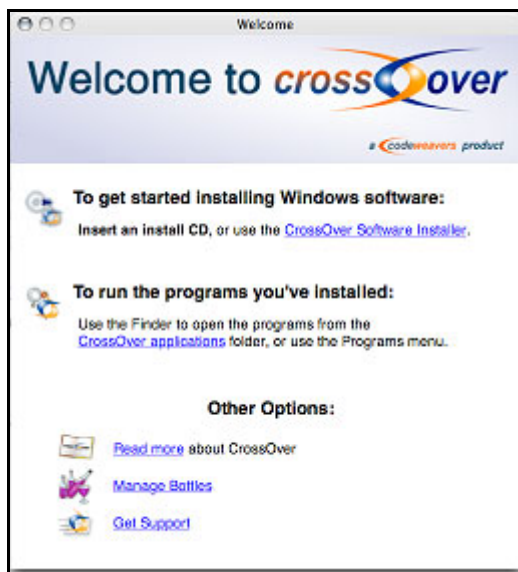 Welcome
Welcome to crossover
a codeweavers product
To get started installing Windows software:
Insert an install CD, or use the CrossOver Software Installer.
To run the programs you've installed:
Use the Finder to open the programs from the
CrossOver applications folder, or use the Programs menu.
Other Options:
Read more about CrossOver
Manage Bottles
Get Support